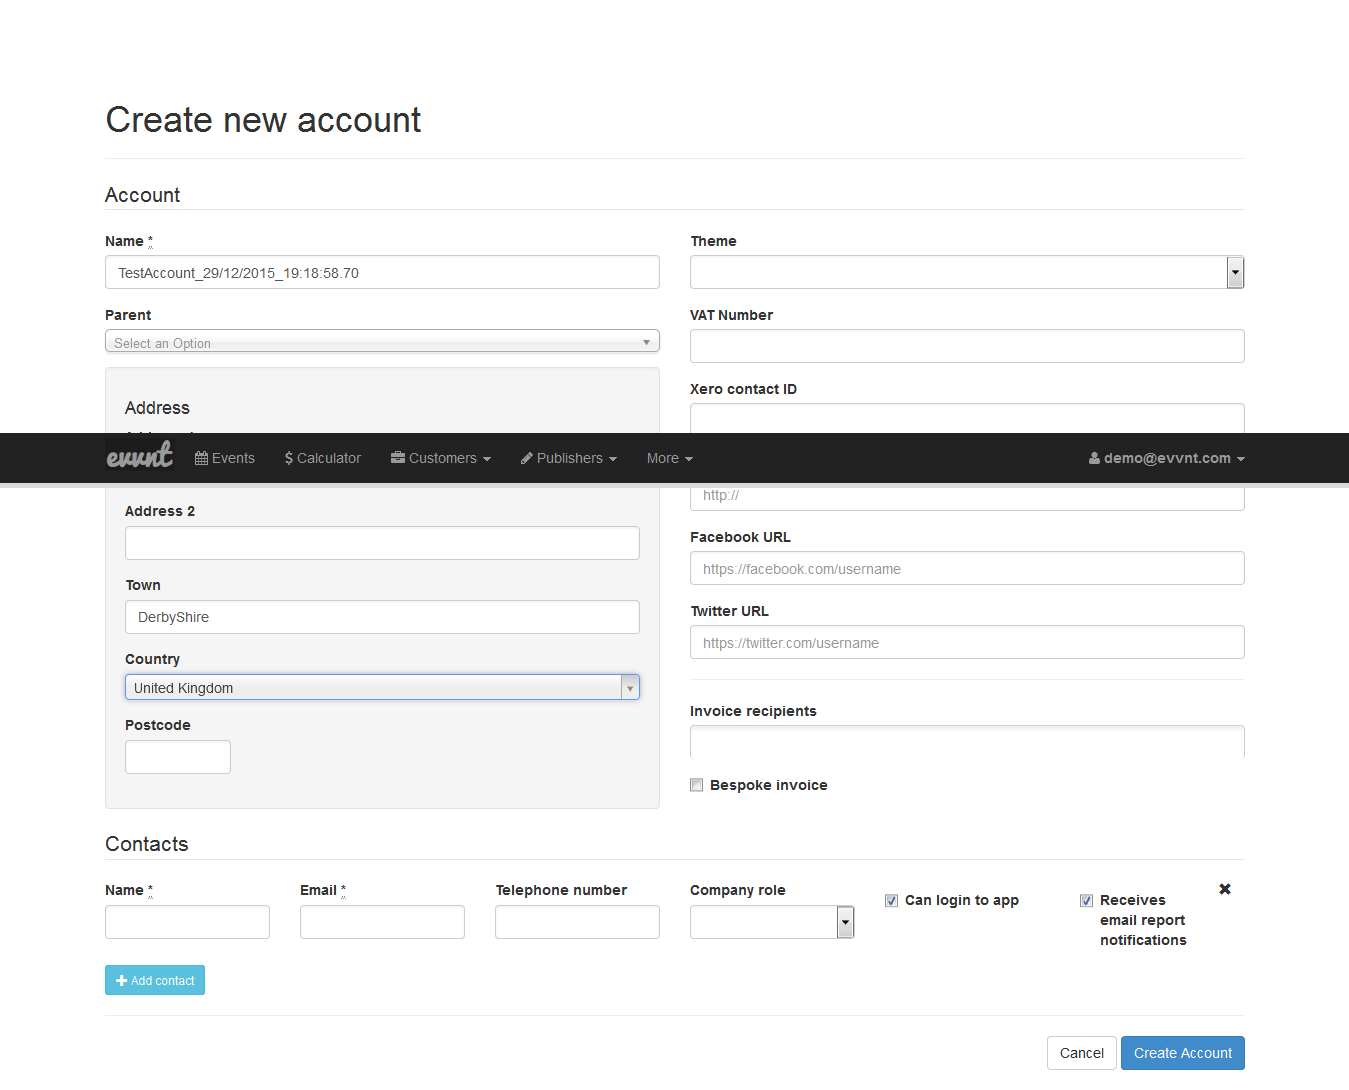 Create new account
Account
Name *
TestAccount_29/12/2015_19:18:58.70
Theme
Parent
Select an Option
VAT Number
Xero contact ID
Address
evvnt
Events
$ Calculator
Customers
Publishers
More
demo@evvnt.com
http://
Address 2
Facebook URL
https://facebook.com/username
Town
DerbyShire
Twitter URL
https://twitter.com/username
Country
United Kingdom
Invoice recipients
Postcode
Bespoke invoice
Contacts
Name *
Email *
Telephone number
Company role
Can login to app
Receives
email report
notifications
Add contact
Cancel
Create Account